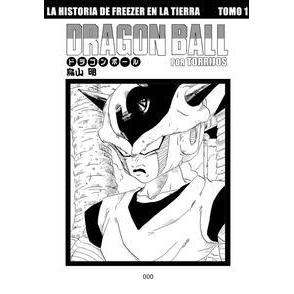 LA HISTORIA DE FREEZER EN LA TIERRA TOMO 1
DRAGON BALL
POR TORRIJOS
ドラゴンボール
鳥山 明
000